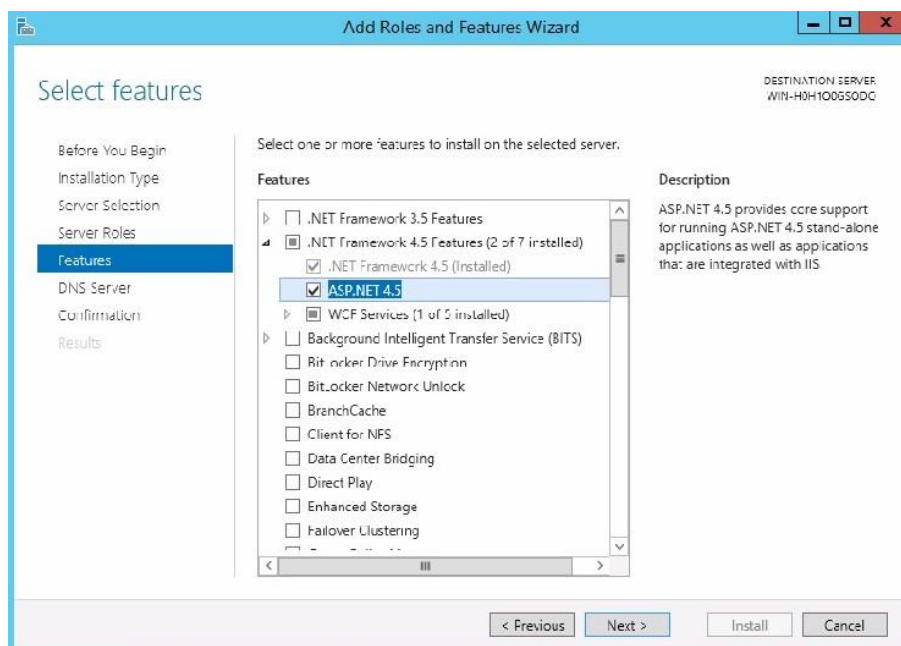 Add Roles and Features Wizard
Select features
DESTINATION SERVER
Before You Begin
Installation Type
Server Selection
Server Roles
Features
DNS Server
Confirmation
Results
Select one or more features to install on the selected server.
Features
.NET Framework 3.5 Features
.NET Framework 4.5 Features (2 of 7 installed)
.NET Framework 4.5 (Installed)
ASP.NET 4.5
WCF Services (1 of 5 installed)
Background Intelligent Transfer Service (BITS)
BitLocker Drive Encryption
BitLocker Network Unlock
BranchCache
Client for NFS
Data Center Bridging
Direct Play
Enhanced Storage
Failover Clustering
Description
ASP.NET 4.5 provides core support
for running ASP.NET 4.5 stand-alone
applications as well as applications
that are integrated with IIS.
< Previous
Next >
Install
Cancel